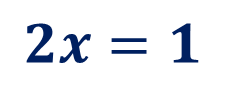 2x = 1